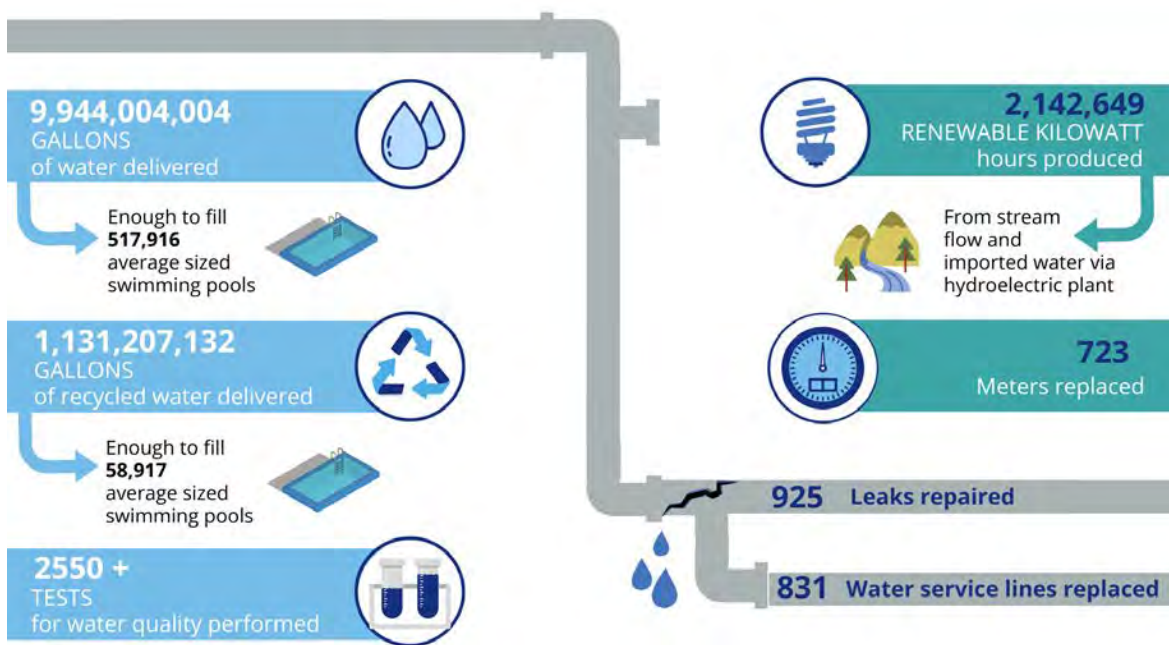 9,944,004,004
GALLONS
of water delivered
Enough to fill
517,916
average sized
swimming pools
1,131,207,132
GALLONS
of recycled water delivered
Enough to fill
58,917
average sized
swimming pools
2550 +
TESTS
for water quality performed
2,142,649
RENEWABLE KILOWATT
hours produced
From stream
flow and
imported water via
hydroelectric plant
723
Meters replaced
925 Leaks repaired
831 Water service lines replaced